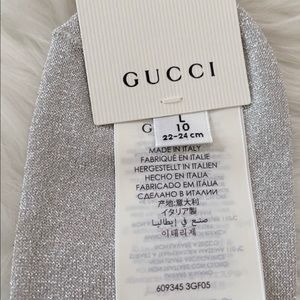 GUCCI
L
10
22-24 cm
G
MADE IN ITALY
FABRIQUÉ EN ITALIE
HERGESTELLT IN ITALIEN
HECHO EN ITALIA
FABRICADO EM ITÁLIA
СДЕЛАНО В ИТАЛИИ
产地:意大利
イタリア製
صنع في إيطاليا
이태리제
609345 3GF05